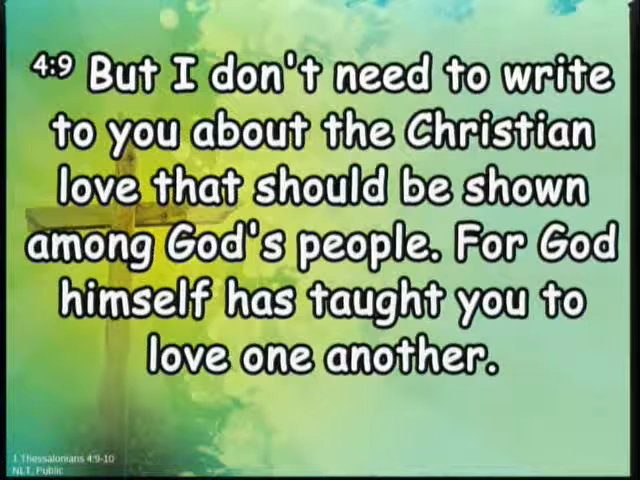 4:9 But I don't need to write
to you about the Christian
love that should be shown
among God's people. For God
himself has taught you to
love one another.
1 Thessalonians 4:9-10
NLT, Public